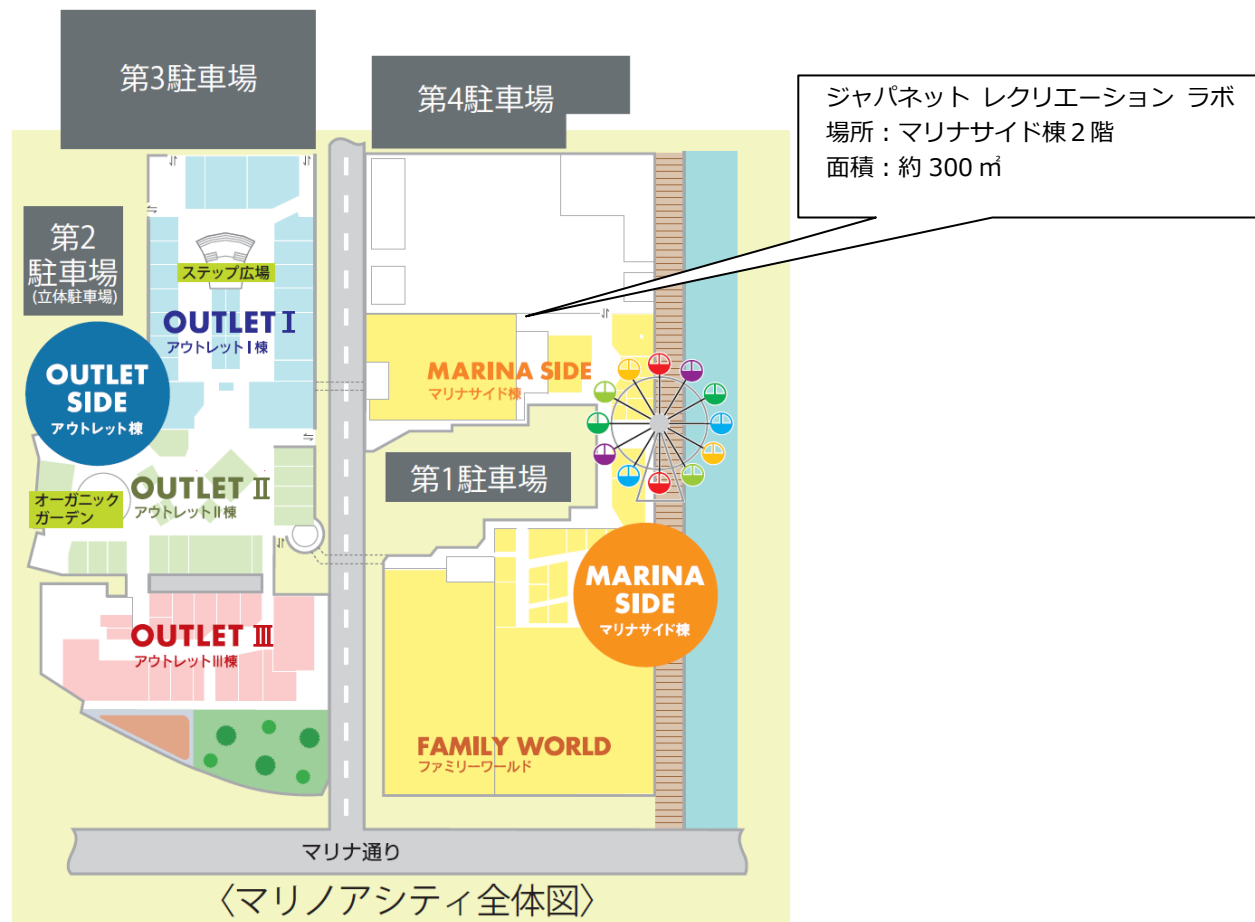 第3駐車場
第4駐車場
ジャパネット レクリエーション ラボ
場所：マリナサイド棟２階
面積：約 300 ㎡
第2
駐車場
(立体駐車場)
ステップ広場
OUTLET Ⅰ
アウトレットⅠ棟
OUTLET
SIDE
アウトレット棟
MARINA SIDE
マリナサイド棟
第1駐車場
オーガニック
ガーデン
OUTLET Ⅱ
アウトレットⅡ棟
MARINA
SIDE
マリナサイド棟
OUTLET Ⅲ
アウトレットⅢ棟
FAMILY WORLD
ファミリーワールド
マリナ通り
〈マリノアシティ全体図〉